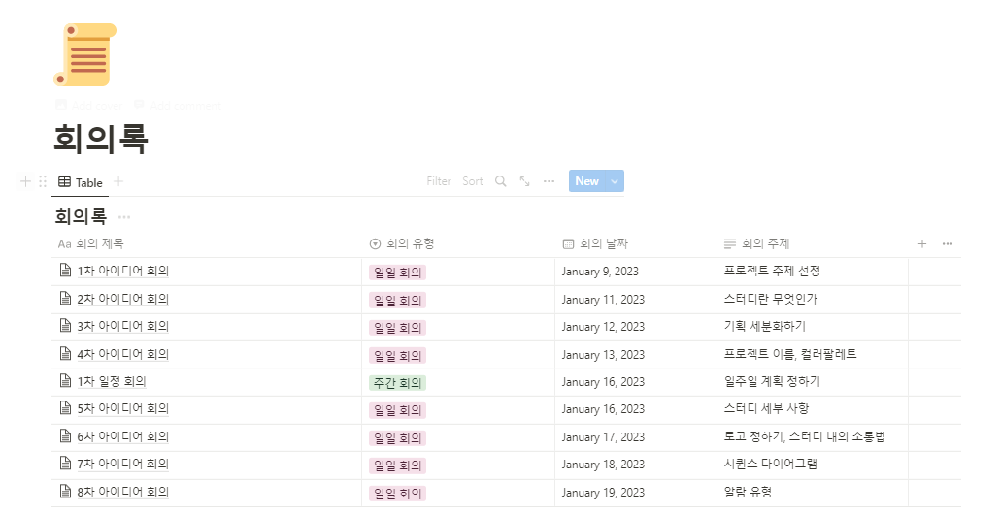 Add cover Add comment
회의록
Table
Filter Sort New
회의록
Aa 회의 제목 회의 유형 회의 날짜 회의 주제
1차 아이디어 회의 일일 회의 January 9, 2023 프로젝트 주제 선정
2차 아이디어 회의 일일 회의 January 11, 2023 스터디란 무엇인가
3차 아이디어 회의 일일 회의 January 12, 2023 기획 세분화하기
4차 아이디어 회의 일일 회의 January 13, 2023 프로젝트 이름, 컬러팔레트
1차 일정 회의 주간 회의 January 16, 2023 일주일 계획 정하기
5차 아이디어 회의 일일 회의 January 16, 2023 스터디 세부 사항
6차 아이디어 회의 일일 회의 January 17, 2023 로고 정하기, 스터디 내의 소통법
7차 아이디어 회의 일일 회의 January 18, 2023 시퀀스 다이어그램
8차 아이디어 회의 일일 회의 January 19, 2023 알람 유형